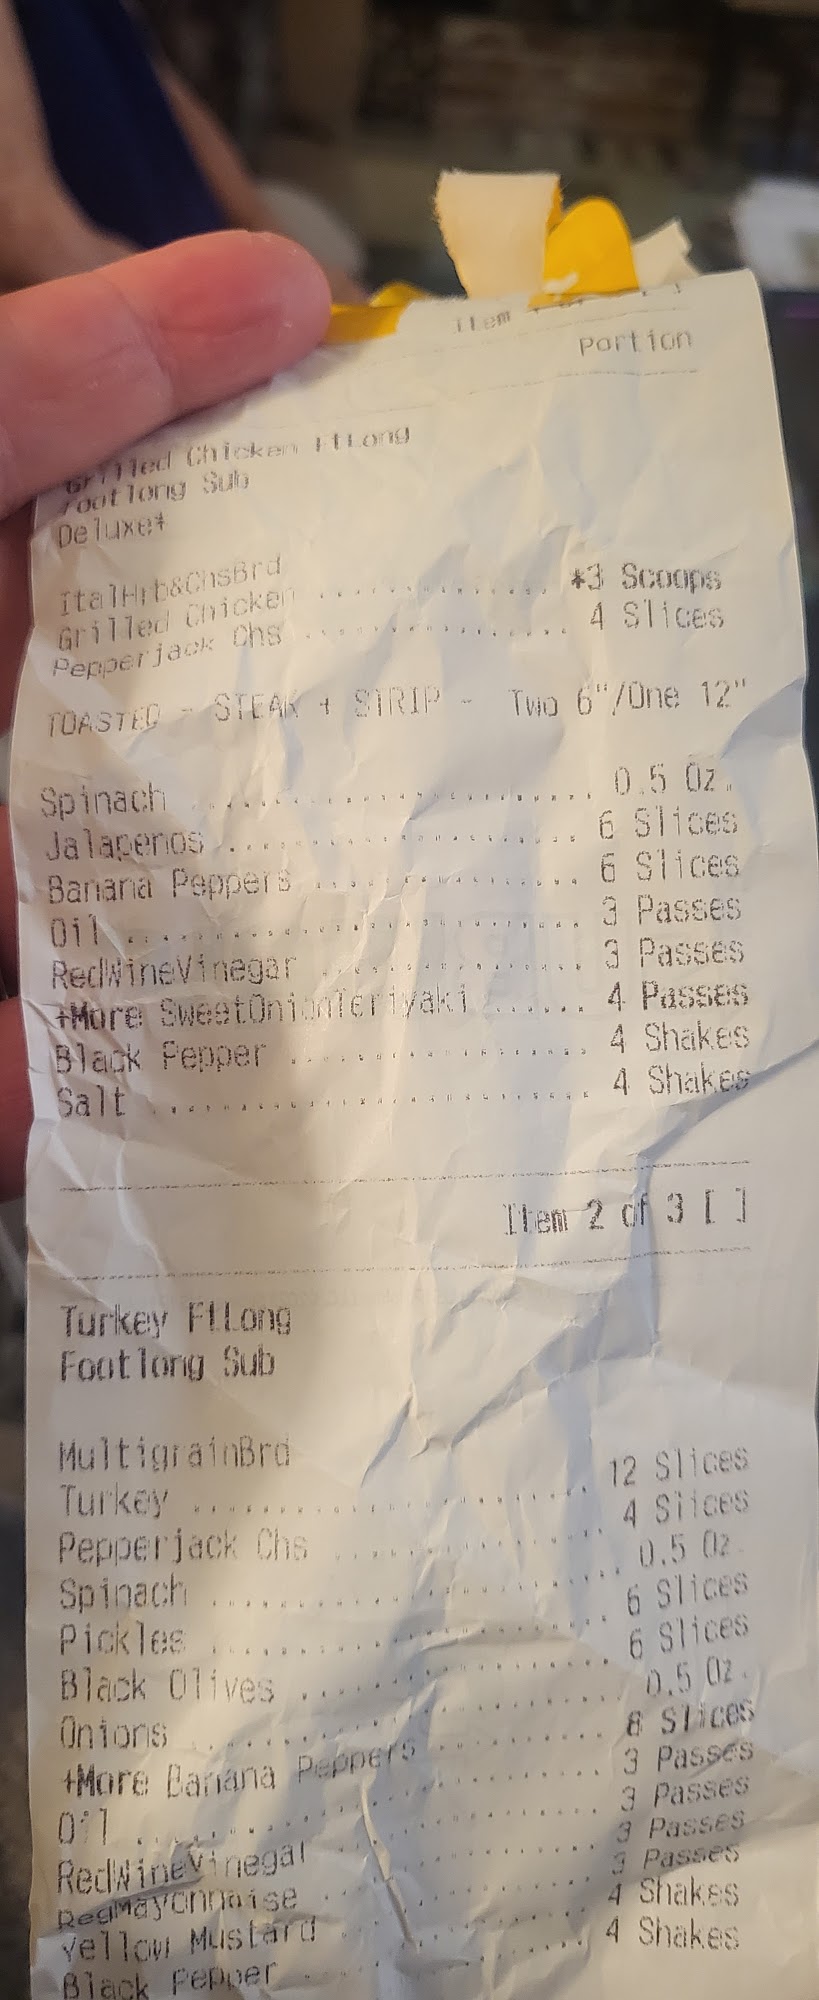 Item
Portion
Grilled Chicken FtLong
Footlong Sub
Deluxe*
ItalHrb&ChsBrd
Grilled Chicken ................ *3 Scoops
Pepperjack Chs ................ 4 Slices
TOASTED - STEAK + STRIP - Two 6"/One 12"
Spinach ................ 0.5 Oz.
Jalapenos ................ 6 Slices
Banana Peppers ................ 6 Slices
Oil ................ 3 Passes
RedWineVinegar ................ 3 Passes
+More SweetOnionTeriyaki ...... 4 Passes
Black Pepper ................ 4 Shakes
Salt ................ 4 Shakes
Item 2 of 3 [ ]
Turkey FtLong
Footlong Sub
MultigrainBrd
Turkey ................ 12 Slices
Pepperjack Chs ................ 4 Slices
Spinach ................ 0.5 Oz.
Pickles ................ 6 Slices
Black Olives ................ 6 Slices
Onions ................ 0.5 Oz.
+More Banana Peppers .......... 8 Slices
Oil ................ 3 Passes
RedWineVinegar ................ 3 Passes
RegMayonnaise ................ 3 Passes
Yellow Mustard ................ 3 Passes
Black Pepper ................ 4 Shakes
4 Shakes